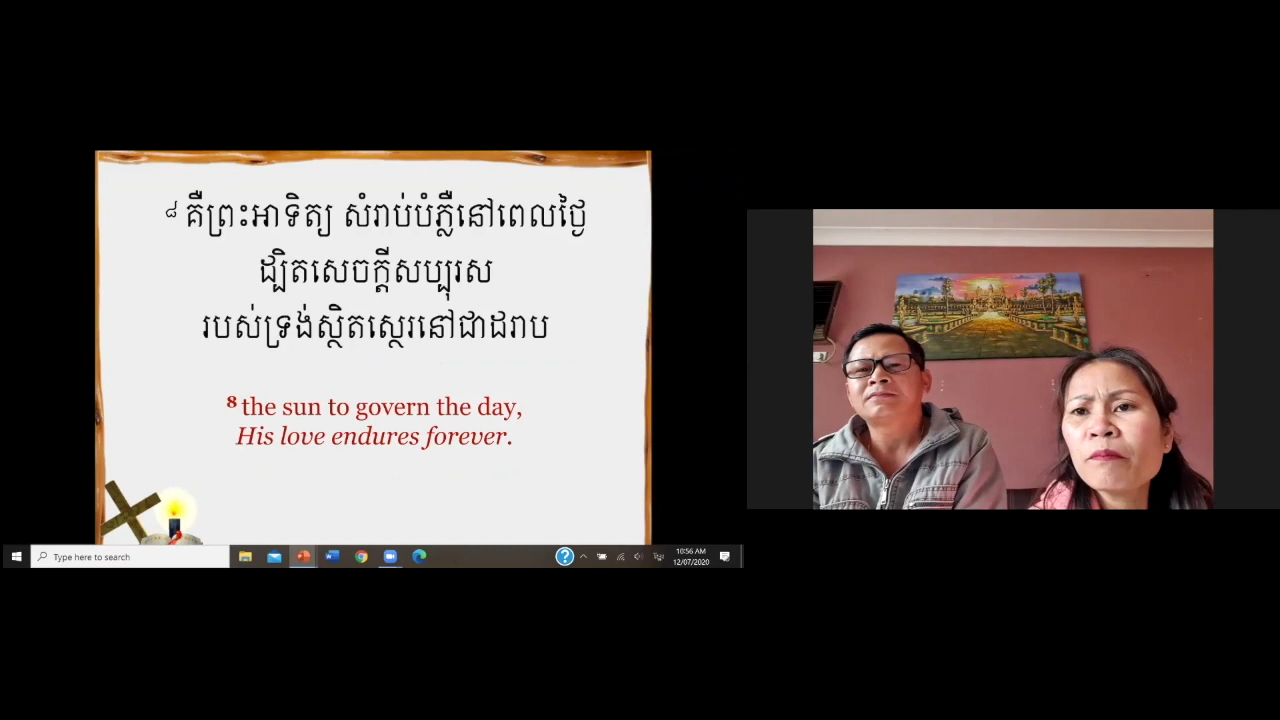 ៨ គឺព្រះអាទិត្យ សំរាប់បំភ្លឺនៅពេលថ្ងៃ
ដ្បិតសេចក្ដីសប្បុរស
របស់ទ្រង់ស្ថិតស្ថេរនៅជាដរាប
8 the sun to govern the day,
His love endures forever.
Type here to search
10:56 AM
12/07/2020